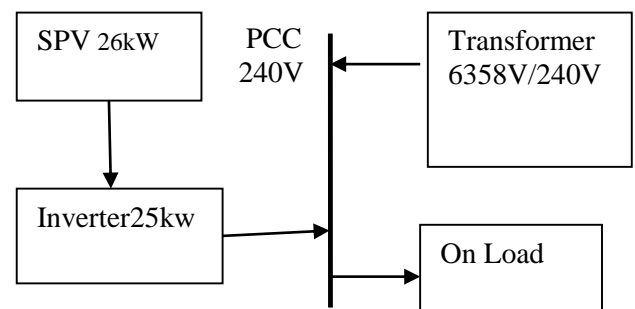 SPV 26kW
PCC
240V
Transformer
6358V/240V
Inverter25kw
On Load